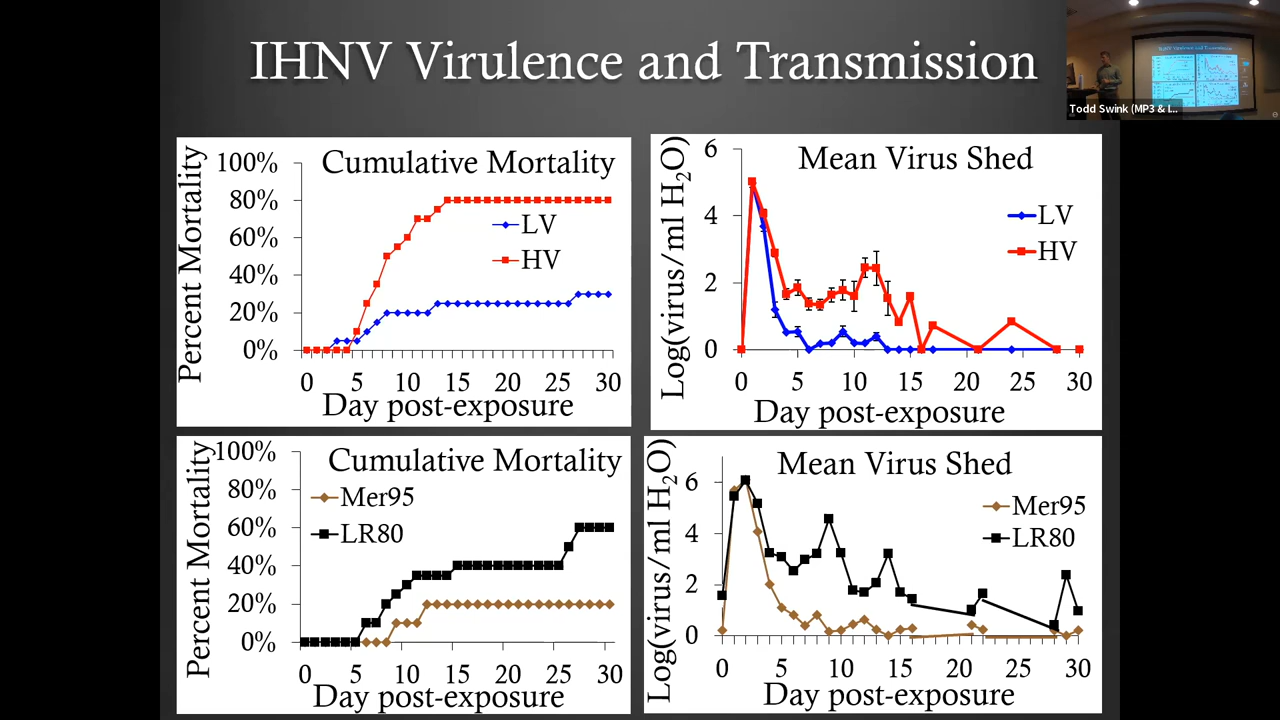 IHNV Virulence and Transmission
Todd Swink (MP3 & I...
Cumulative Mortality
Percent Mortality
100%
80%
60%
40%
20%
0%
LV
HV
0 5 10 15 20 25 30
Day post-exposure
Mean Virus Shed
Log(virus/ml H₂O)
6
4
2
0
LV
HV
0 5 10 15 20 25 30
Day post-exposure
Cumulative Mortality
Percent Mortality
100%
80%
60%
40%
20%
0%
Mer95
LR80
0 5 10 15 20 25 30
Day post-exposure
Mean Virus Shed
Log(virus/ml H₂O)
6
4
2
0
Mer95
LR80
0 5 10 15 20 25 30
Day post-exposure